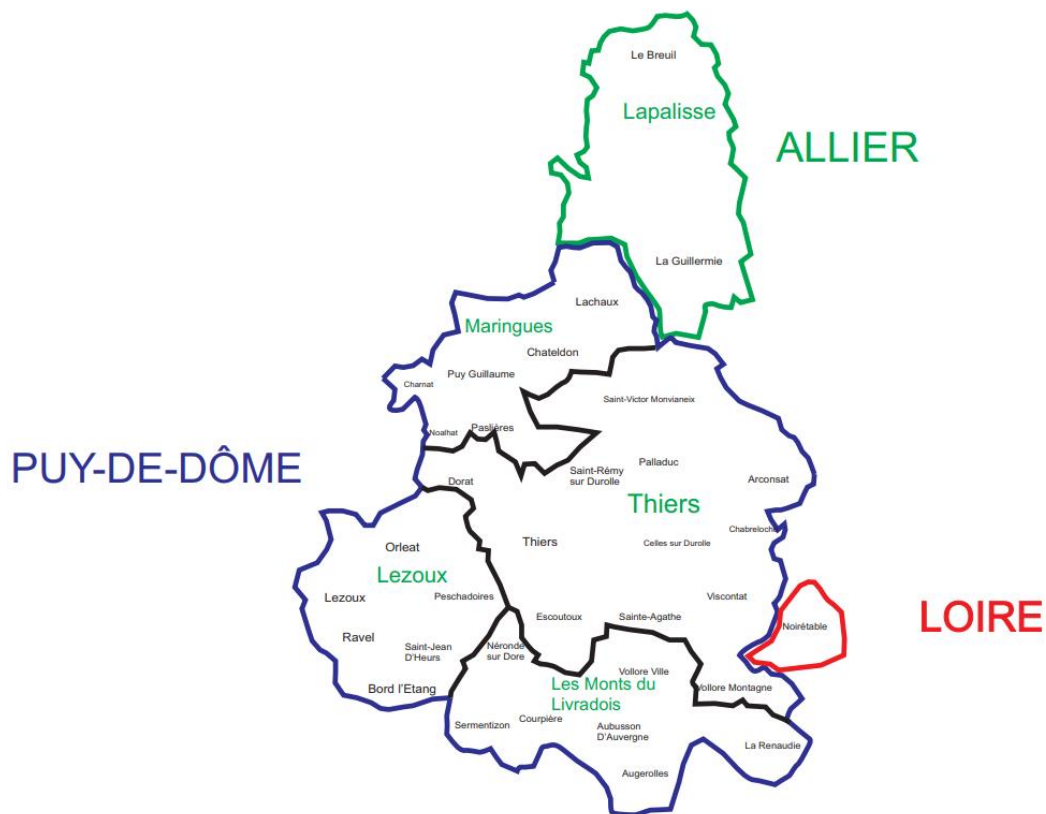 Le Breuil
Lapalisse
ALLIER
La Guillermie
Lachaux
Maringues
Chateldon
Puy Guillaume
Charnat
Saint-Victor Monvianeix
Noalhat
Paslières
PUY-DE-DÔME
Palladuc
Saint-Rémy
sur Durolle
Dorat
Arconsat
Thiers
Chabreloche
Orleat
Thiers
Celles sur Durolle
Lezoux
Lezoux
Peschadoires
Viscontat
Escoutoux
Sainte-Agathe
LOIRE
Noirétable
Ravel
Saint-Jean
D'Heurs
Néronde
sur Dore
Vollore Ville
Bord l'Etang
Les Monts du
Livradois
Vollore Montagne
Sermentizon
Courpière
Aubusson
D'Auvergne
La Renaudie
Augerolles